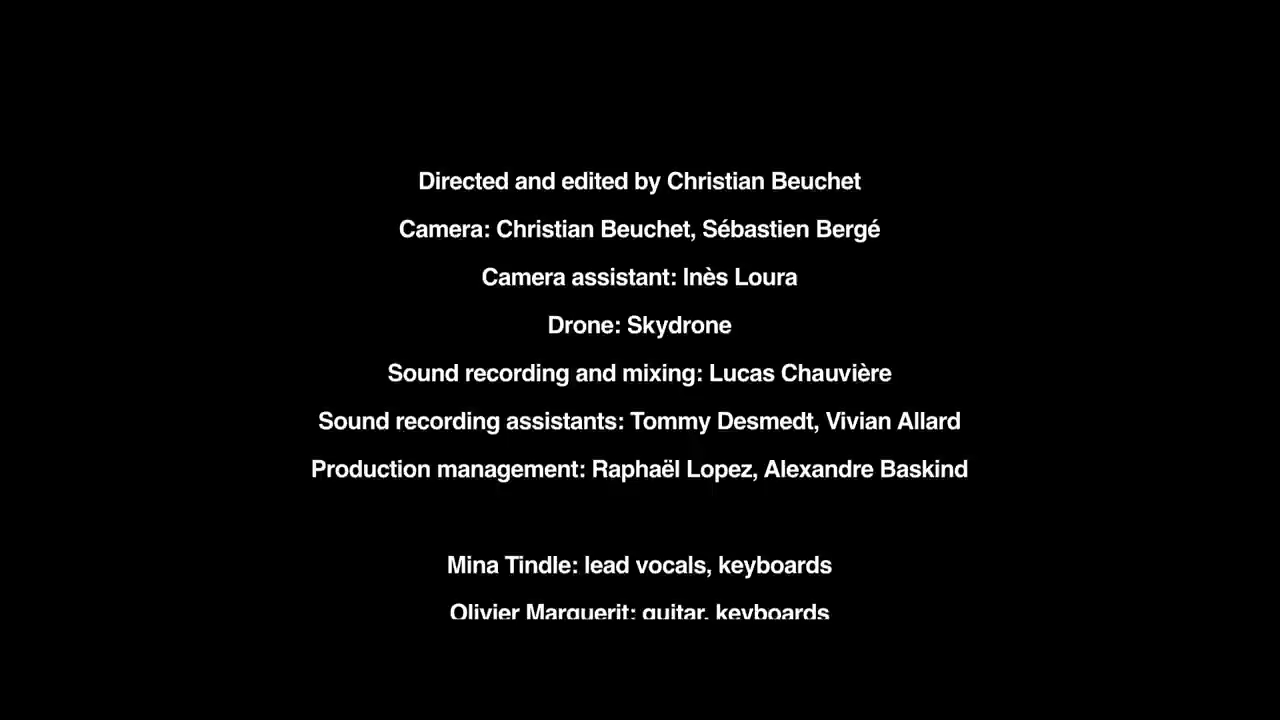 Directed and edited by Christian Beuchet
Camera: Christian Beuchet, Sébastien Bergé
Camera assistant: Inès Loura
Drone: Skydrone
Sound recording and mixing: Lucas Chauvière
Sound recording assistants: Tommy Desmedt, Vivian Allard
Production management: Raphaël Lopez, Alexandre Baskind
Mina Tindle: lead vocals, keyboards
Olivier Marguerit: guitar, keyboards